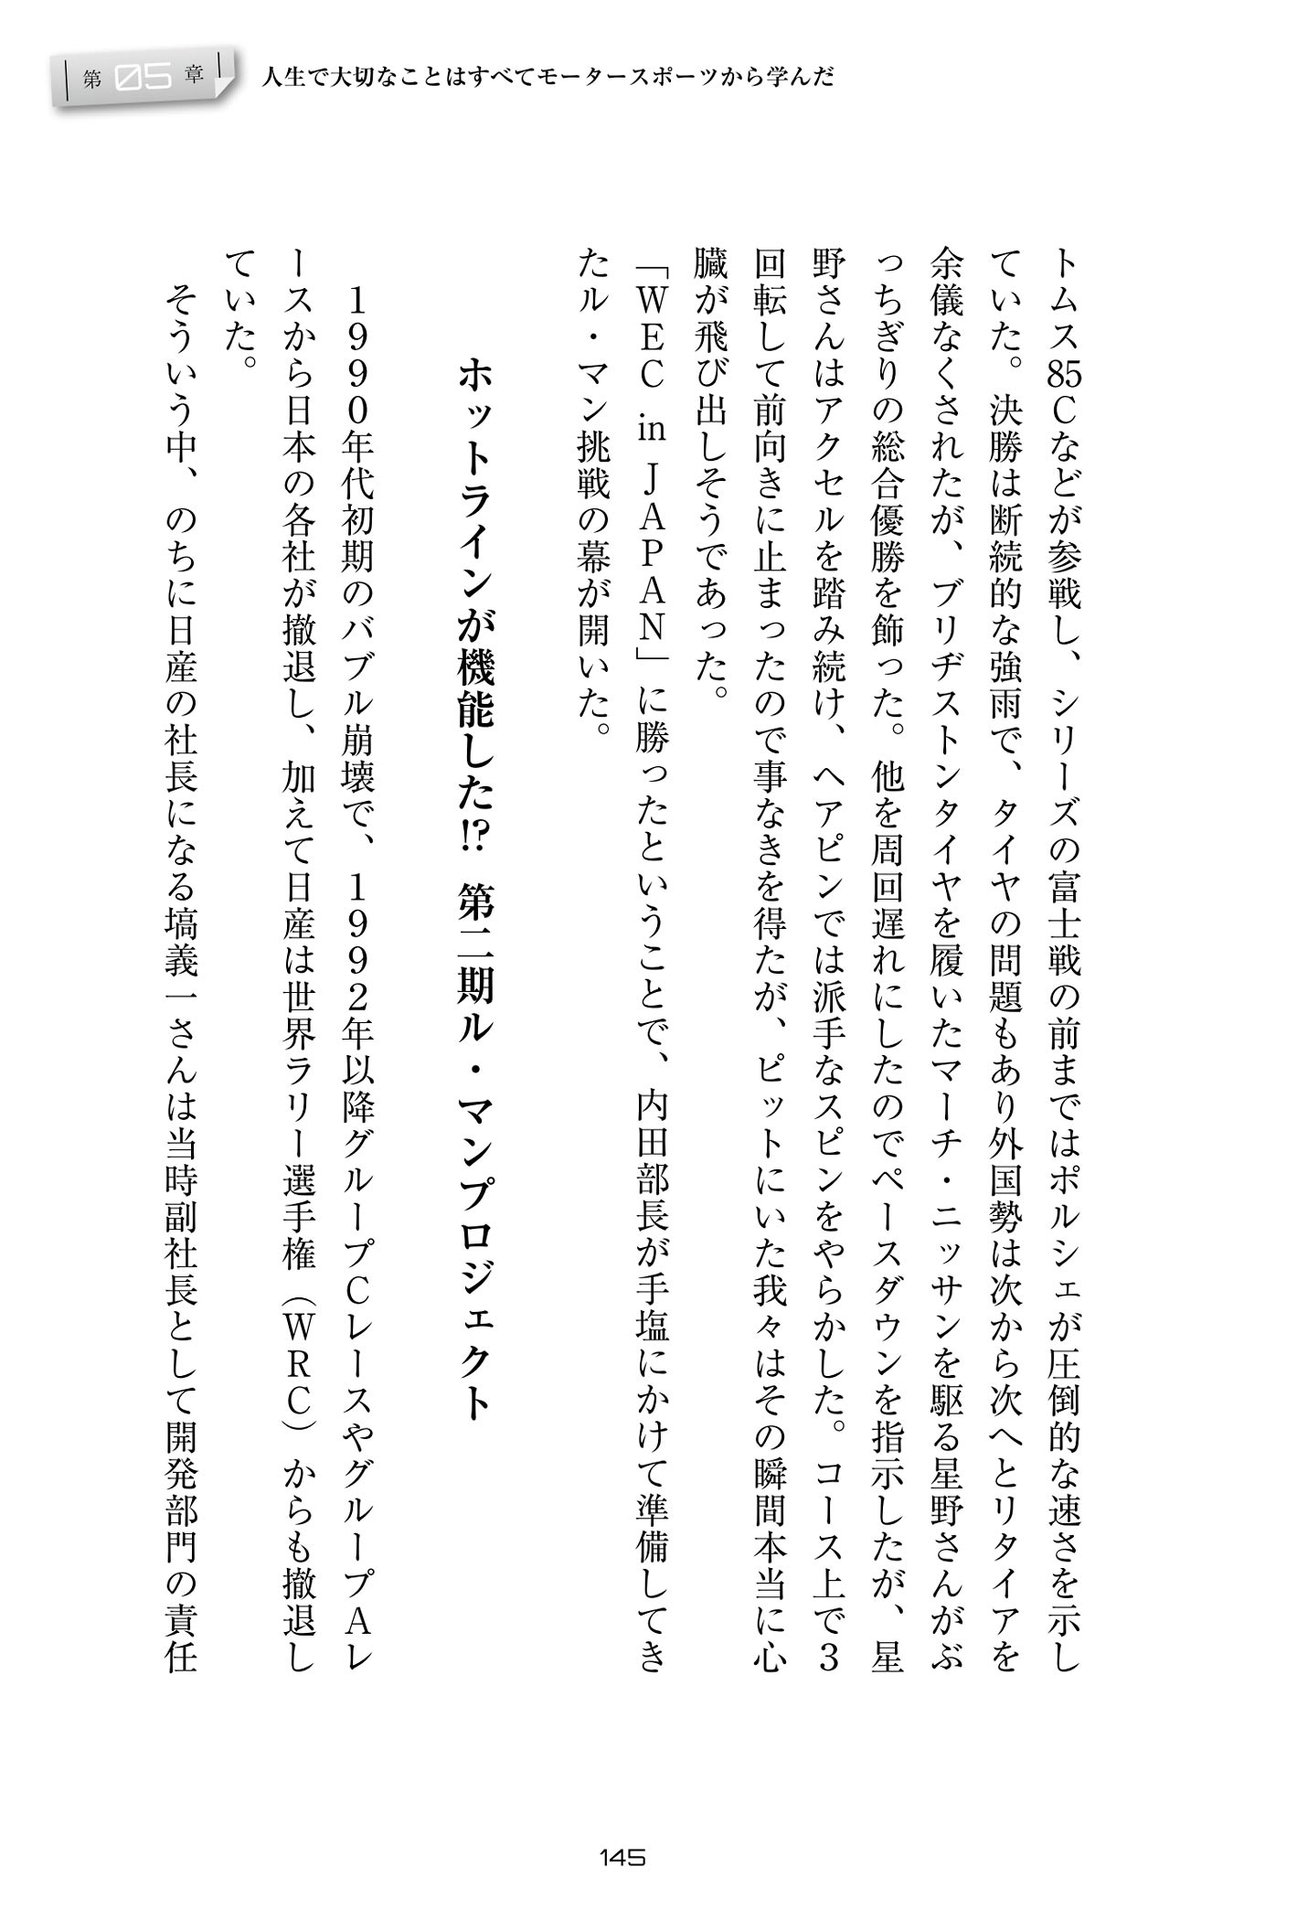 第05章 人生で大切なことはすべてモータースポーツから学んだ
トムス85Cなどが参戦し、シリーズの富士戦の前まではポルシェが圧倒的な速さを示し
ていた。決勝は断続的な強雨で、タイヤの問題もあり外国勢は次から次へとリタイアを
余儀なくされたが、ブリヂストンタイヤを履いたマーチ・ニッサンを駆る星野さんがぶ
っちぎりの総合優勝を飾った。他を周回遅れにしたのでペースダウンを指示したが、星
野さんはアクセルを踏み続け、ヘアピンでは派手なスピンをやらかした。コース上で3
回転して前向きに止まったので事なきを得たが、ピットにいた我々はその瞬間本当に心
臓が飛び出しそうであった。
「WEC in JAPAN」に勝ったということで、内田部長が手塩にかけて準備してき
たル・マン挑戦の幕が開いた。
ホットラインが機能した!? 第二期ル・マンプロジェクト
1990年代初期のバブル崩壊で、1992年以降グループCレースやグループAレ
ースから日本の各社が撤退し、加えて日産は世界ラリー選手権（WRC）からも撤退し
ていた。
そういう中、のちに日産の社長になる塙義一さんは当時副社長として開発部門の責任
145